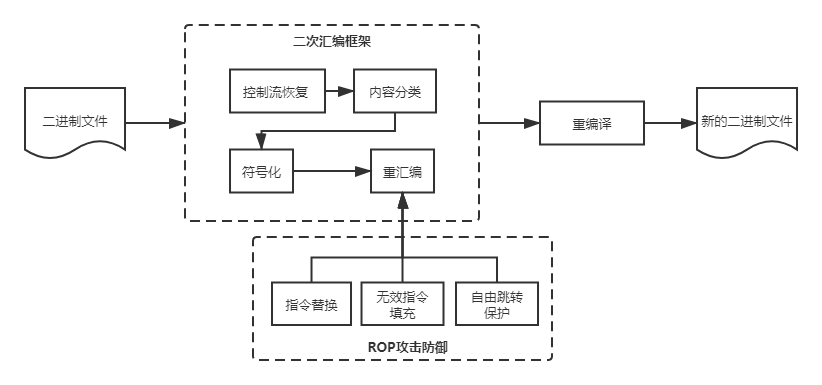 二次汇编框架
控制流恢复
内容分类
二进制文件
重编译
新的二进制文件
符号化
重汇编
指令替换
无效指令
填充
自由跳转
保护
ROP攻击防御